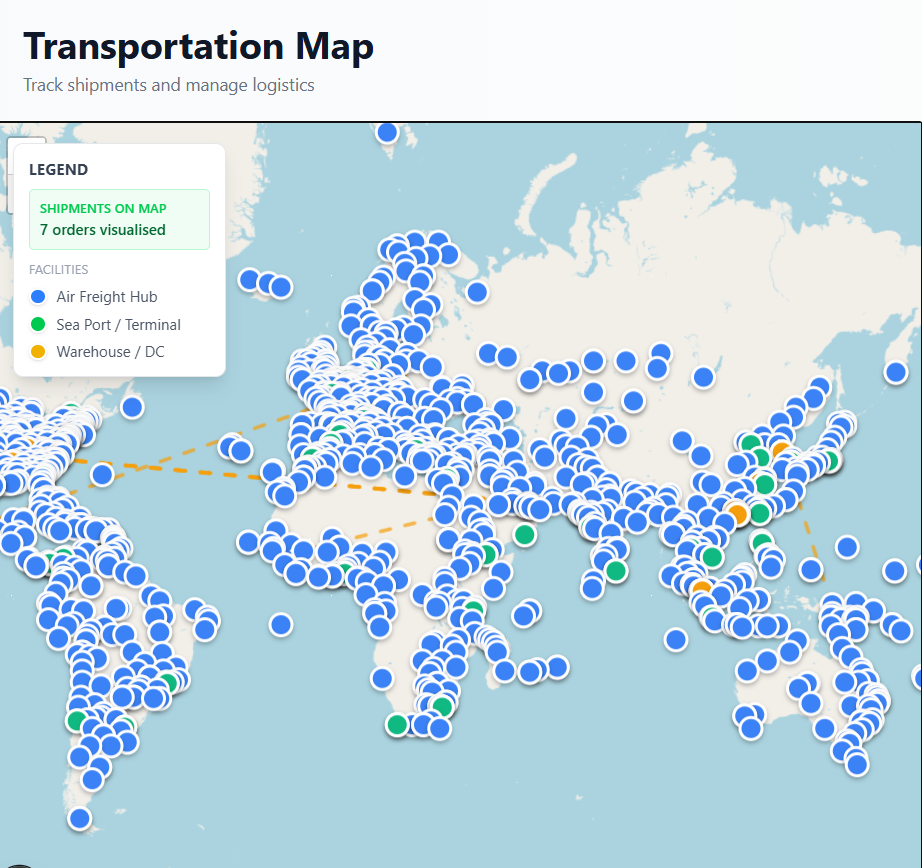 Transportation Map
Track shipments and manage logistics
LEGEND
SHIPMENTS ON MAP
7 orders visualised
FACILITIES
Air Freight Hub
Sea Port / Terminal
Warehouse / DC